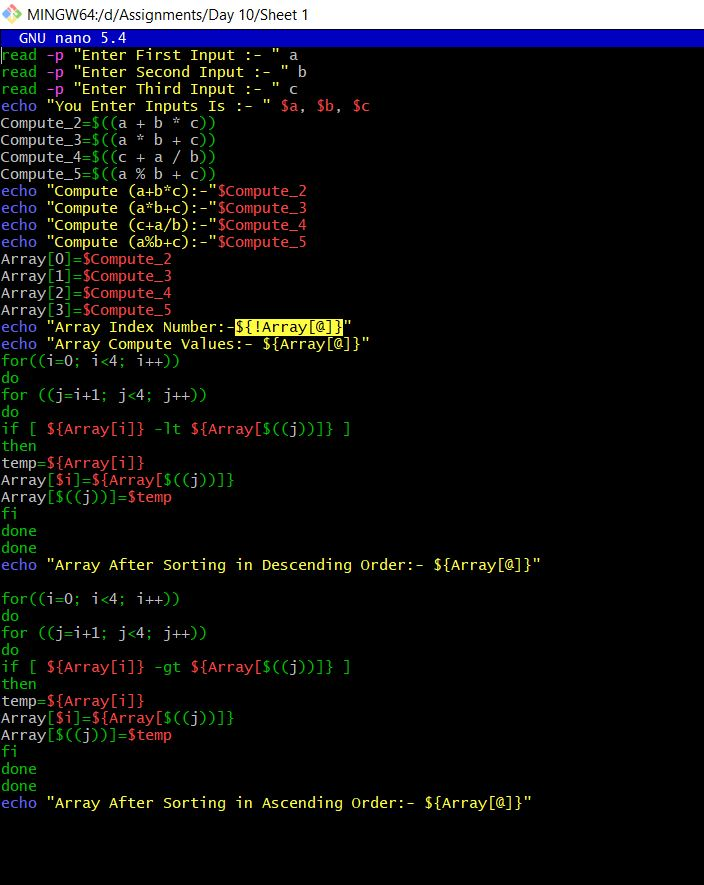 MINGW64:/d/Assignments/Day 10/Sheet 1
GNU nano 5.4
read -p "Enter First Input :- " a
read -p "Enter Second Input :- " b
read -p "Enter Third Input :- " c
echo "You Enter Inputs Is :- " $a, $b, $c
Compute_2=$((a + b * c))
Compute_3=$((a * b + c))
Compute_4=$((c + a / b))
Compute_5=$((a % b + c))
echo "Compute (a+b*c):-"$Compute_2
echo "Compute (a*b+c):-"$Compute_3
echo "Compute (c+a/b):-"$Compute_4
echo "Compute (a%b+c):-"$Compute_5
Array[0]=$Compute_2
Array[1]=$Compute_3
Array[2]=$Compute_4
Array[3]=$Compute_5
echo "Array Index Number:-${!Array[@]}"
echo "Array Compute Values:- ${Array[@]}"
for((i=0; i<4; i++))
do
for ((j=i+1; j<4; j++))
do
if [ ${Array[i]} -lt ${Array[$((j))]} ]
then
temp=${Array[i]}
Array[$i]=${Array[$((j))]}
Array[$((j))]=$temp
fi
done
done
echo "Array After Sorting in Descending Order:- ${Array[@]}"
for((i=0; i<4; i++))
do
for ((j=i+1; j<4; j++))
do
if [ ${Array[i]} -gt ${Array[$((j))]} ]
then
temp=${Array[i]}
Array[$i]=${Array[$((j))]}
Array[$((j))]=$temp
fi
done
done
echo "Array After Sorting in Ascending Order:- ${Array[@]}"